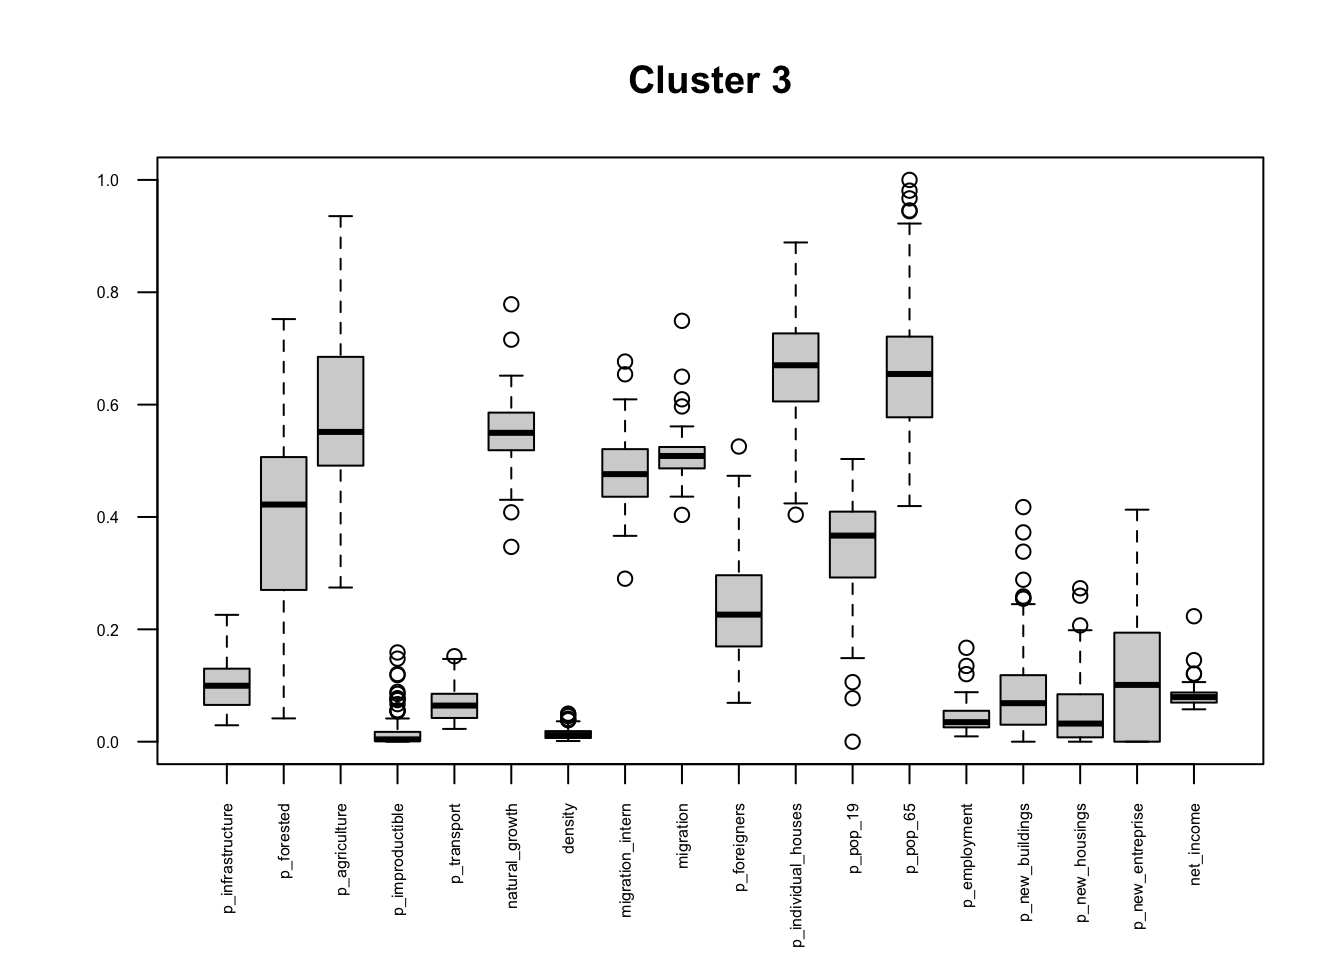 Cluster 3
1.0
0.8
0.6
0.4
0.2
0.0
p_infrastructure
p_forested
p_agriculture
p_improductible
p_transport
natural_growth
density
migration_intern
migration
p_foreigners
p_individual_houses
p_pop_19
p_pop_65
p_employment
p_new_buildings
p_new_housings
p_new_entreprise
net_income